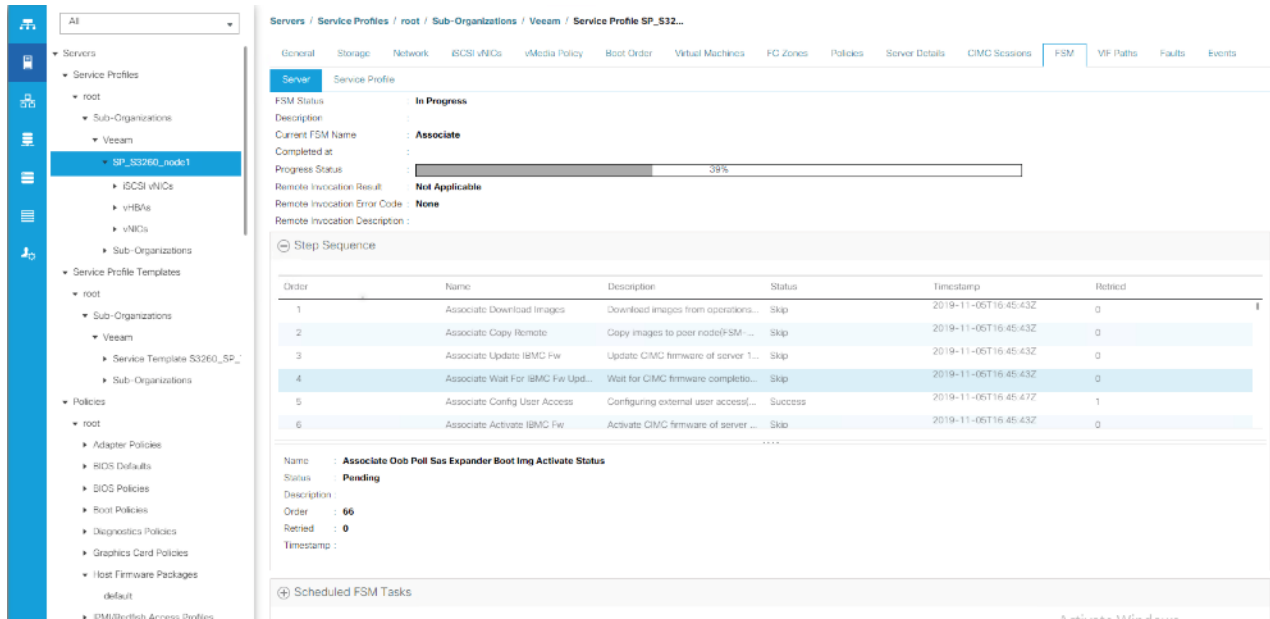 All
Servers / Service Profiles / root / Sub-Organizations / Veeam / Service Profile SP_S32...
Servers
Service Profiles
root
Sub-Organizations
Veeam
SP_S3260_node1
iSCSI vNICs
vHBAs
vNICs
Sub-Organizations
Service Profile Templates
root
Sub-Organizations
Veeam
Service Template S3260_SP_
Sub-Organizations
Policies
root
Adapter Policies
BIOS Defaults
BIOS Policies
Boot Policies
Diagnostics Policies
Graphics Card Policies
Host Firmware Packages
default
IPMI/Redfish Access Profiles
General Storage Network iSCSI vNICs vMedia Policy Boot Order Virtual Machines FC Zones Policies Server Details CIMC Sessions FSM VIF Paths Faults Events
Server Service Profile
FSM Status : In Progress
Description :
Current FSM Name : Associate
Completed at :
Progress Status : 39%
Remote Invocation Result : Not Applicable
Remote Invocation Error Code : None
Remote Invocation Description :
Step Sequence
Order Name Description Status Timestamp Retried
1 Associate Download Images Download images from operations... Skip 2019-11-05T16:45:43Z 0
2 Associate Copy Remote Copy images to peer node(FSM-... Skip 2019-11-05T16:45:43Z 0
3 Associate Update IBMC Fw Update CIMC firmware of server 1... Skip 2019-11-05T16:45:43Z 0
4 Associate Wait For IBMC Fw Upd... Wait for CIMC firmware completio... Skip 2019-11-05T16:45:43Z 0
5 Associate Config User Access Configuring external user access(... Success 2019-11-05T16:45:47Z 1
6 Associate Activate IBMC Fw Activate CIMC firmware of server ... Skip 2019-11-05T16:45:43Z 0
Name : Associate Oob Poll Sas Expander Boot Img Activate Status
Status : Pending
Description :
Order : 66
Retried : 0
Timestamp :
Scheduled FSM Tasks
Activate Windows